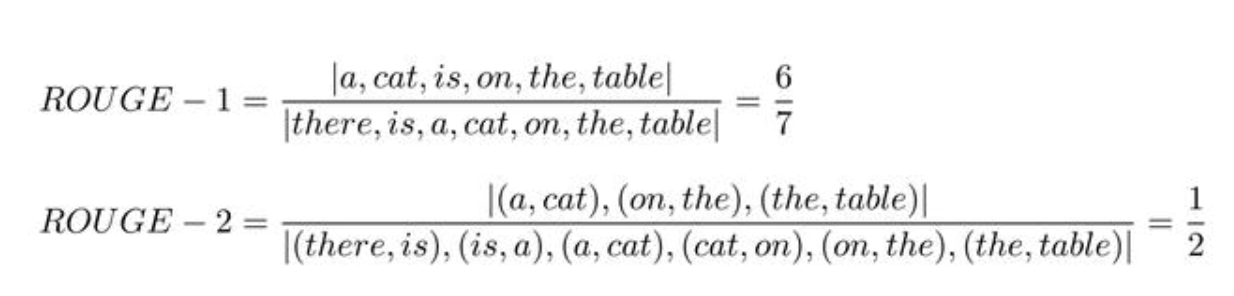 ROUGE − 1 = |a, cat, is, on, the, table| / |there, is, a, cat, on, the, table| = 6/7
ROUGE − 2 = |(a, cat), (on, the), (the, table)| / |(there, is), (is, a), (a, cat), (cat, on), (on, the), (the, table)| = 1/2